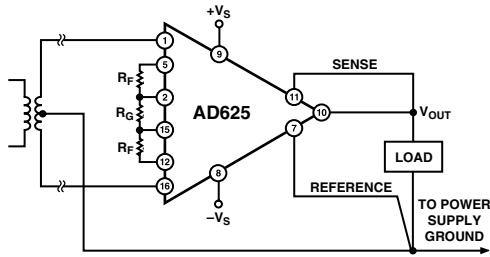 +VS
1
9
5
RF
SENSE
2
11
RG
AD625
10
VOUT
15
7
RF
LOAD
12
8
16
REFERENCE
TO POWER
SUPPLY
GROUND
–VS